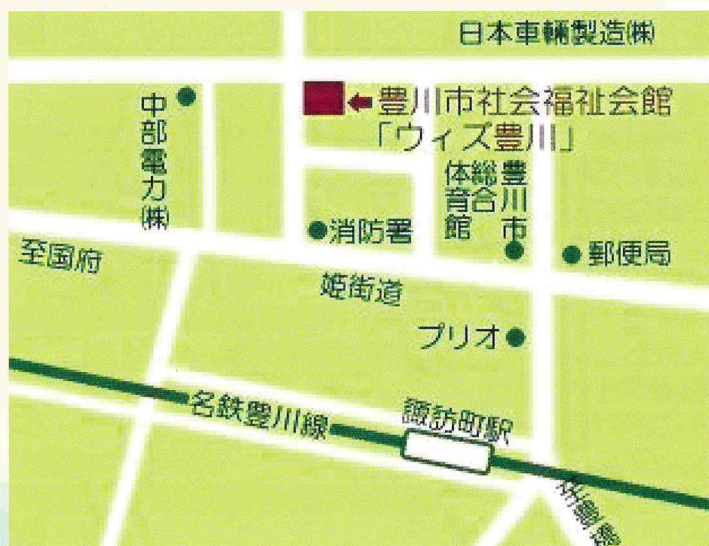 日本車輛製造㈱
中部電力㈱
豊川市社会福祉会館
「ウィズ豊川」
豊川市
総合
体育館
消防署
郵便局
至国府
姫街道
プリオ
名鉄豊川線
諏訪町駅